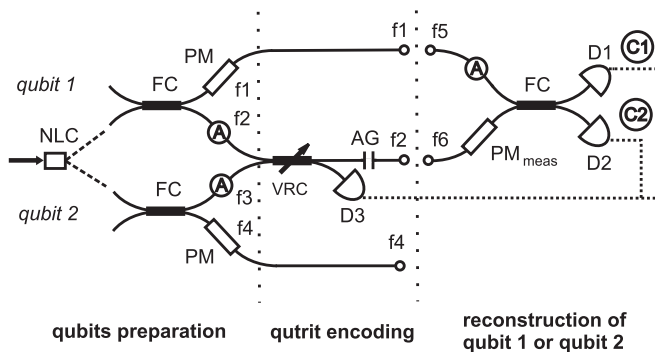 C1
f1 f5 D1
PM
qubit 1 FC f1 A FC
f2 C2
A AG f2 f6
NLC PMmeas D2
FC A VRC
f3 D3
qubit 2 f4 f4
PM
reconstruction of
qubits preparation qutrit encoding qubit 1 or qubit 2